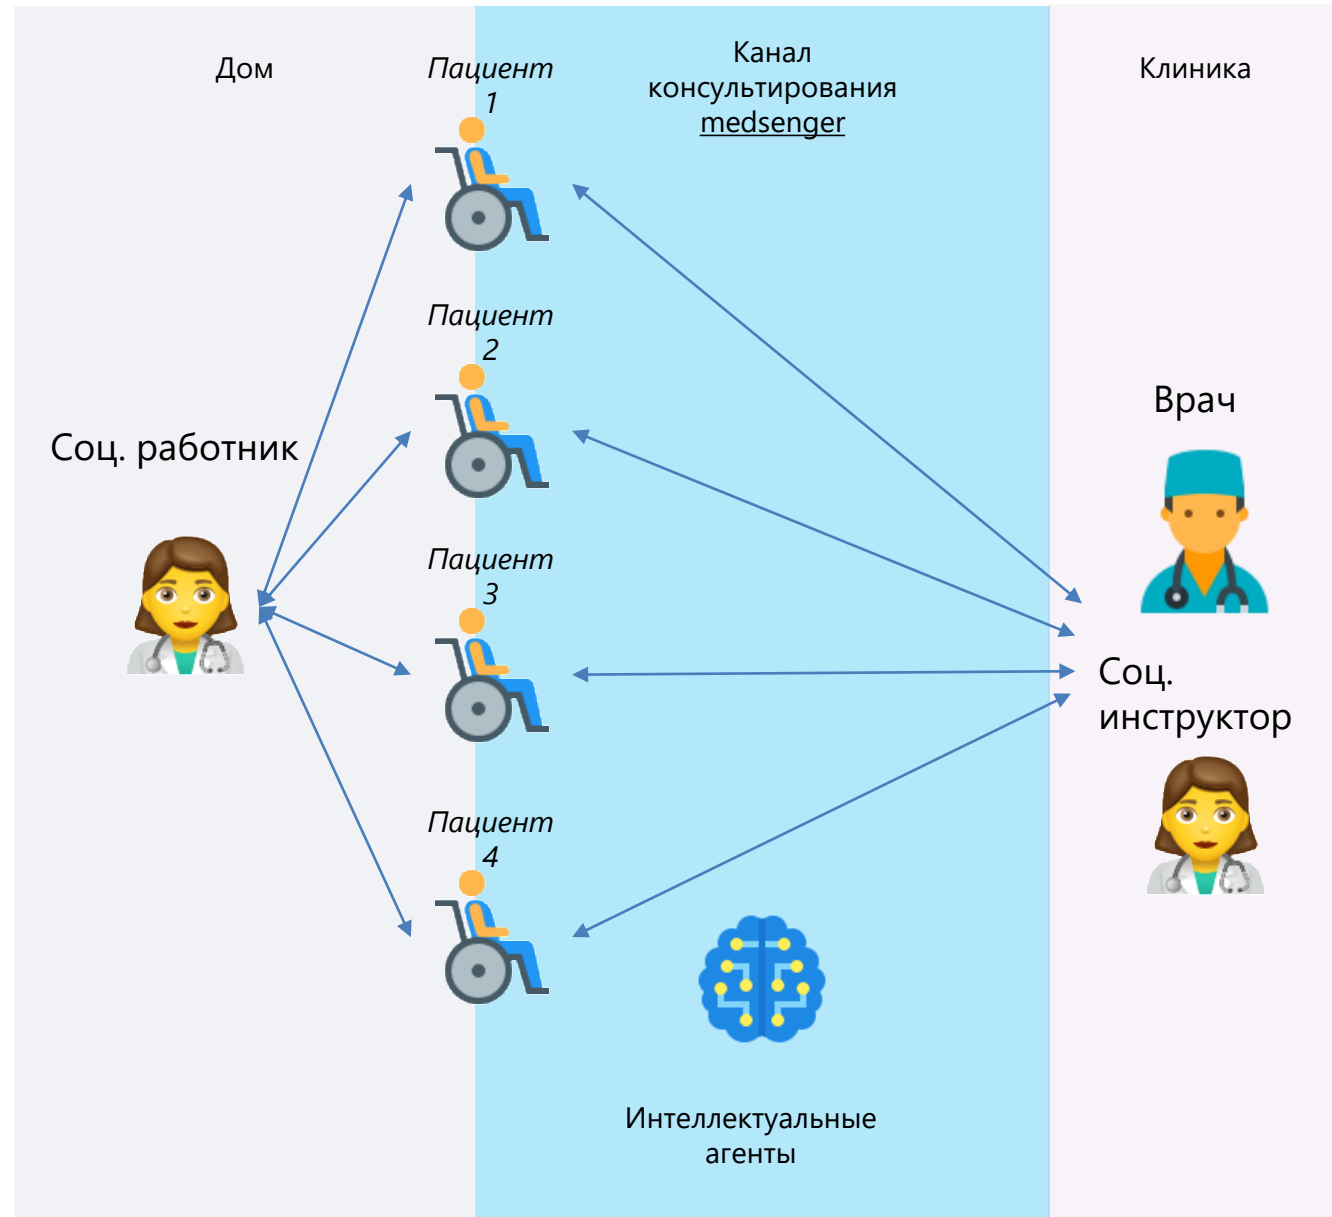 Дом
Пациент
1
Канал
консультирования
medsenger
Клиника
Пациент
2
Врач
Соц. работник
Пациент
3
Соц.
инструктор
Пациент
4
Интеллектуальные
агенты